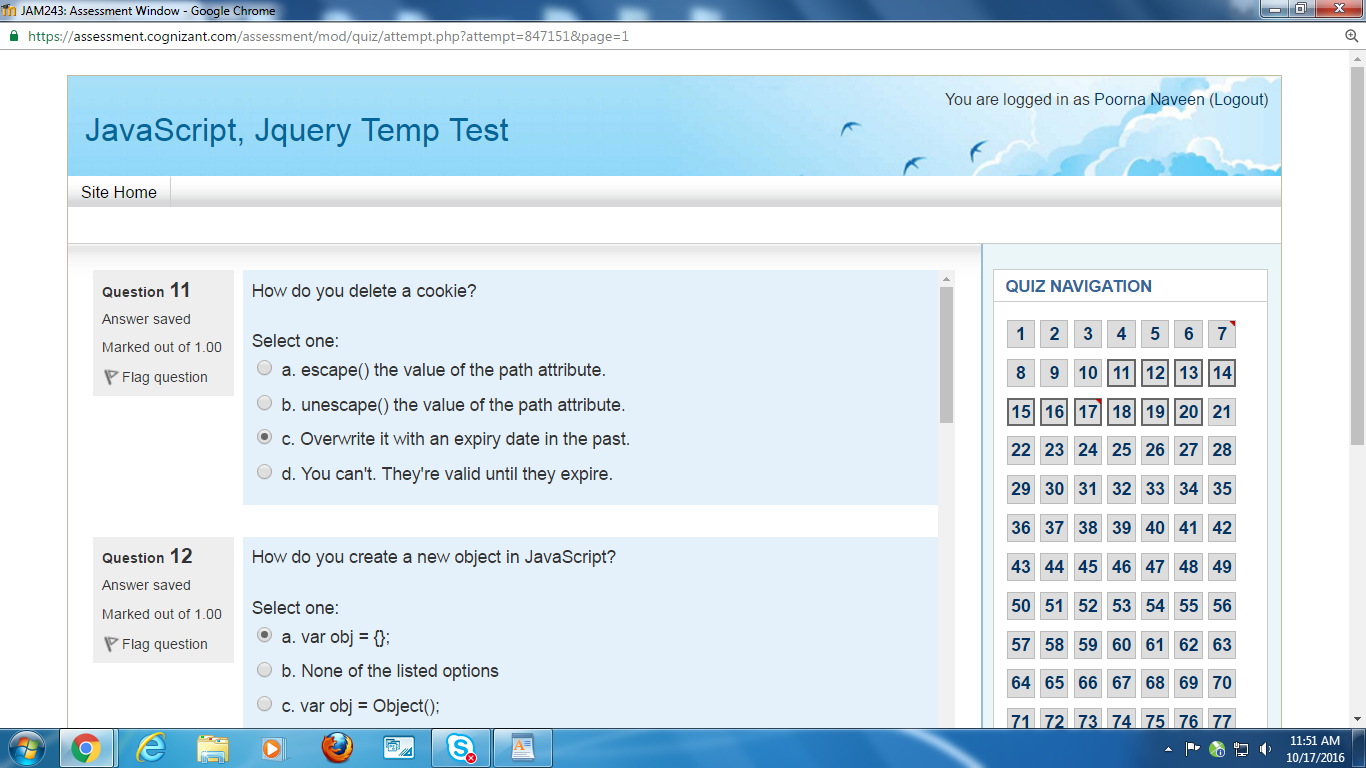 JAM243: Assessment Window - Google Chrome
https://assessment.cognizant.com/assessment/mod/quiz/attempt.php?attempt=847151&page=1
You are logged in as Poorna Naveen (Logout)
JavaScript, Jquery Temp Test
Site Home
Question 11
Answer saved
Marked out of 1.00
Flag question
How do you delete a cookie?
Select one:
a. escape() the value of the path attribute.
b. unescape() the value of the path attribute.
c. Overwrite it with an expiry date in the past.
d. You can't. They're valid until they expire.
Question 12
Answer saved
Marked out of 1.00
Flag question
How do you create a new object in JavaScript?
Select one:
a. var obj = {};
b. None of the listed options
c. var obj = Object();
QUIZ NAVIGATION
1 2 3 4 5 6 7
8 9 10 11 12 13 14
15 16 17 18 19 20 21
22 23 24 25 26 27 28
29 30 31 32 33 34 35
36 37 38 39 40 41 42
43 44 45 46 47 48 49
50 51 52 53 54 55 56
57 58 59 60 61 62 63
64 65 66 67 68 69 70
71 72 73 74 75 76 77
11:51 AM
10/17/2016